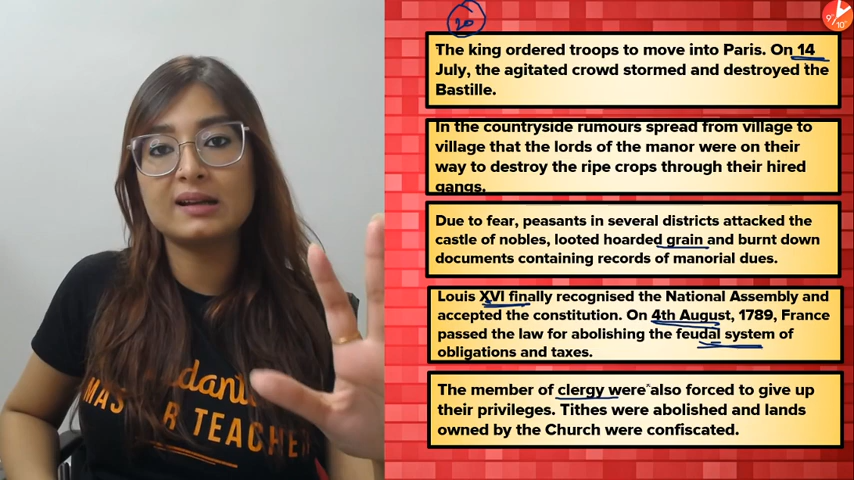 20
The king ordered troops to move into Paris. On 14
July, the agitated crowd stormed and destroyed the
Bastille.
In the countryside rumours spread from village to
village that the lords of the manor were on their
way to destroy the ripe crops through their hired
gangs.
Due to fear, peasants in several districts attacked the
castle of nobles, looted hoarded grain and burnt down
documents containing records of manorial dues.
Louis XVI finally recognised the National Assembly and
accepted the constitution. On 4th August, 1789, France
passed the law for abolishing the feudal system of
obligations and taxes.
The member of clergy were also forced to give up
their privileges. Tithes were abolished and lands
owned by the Church were confiscated.
9/10